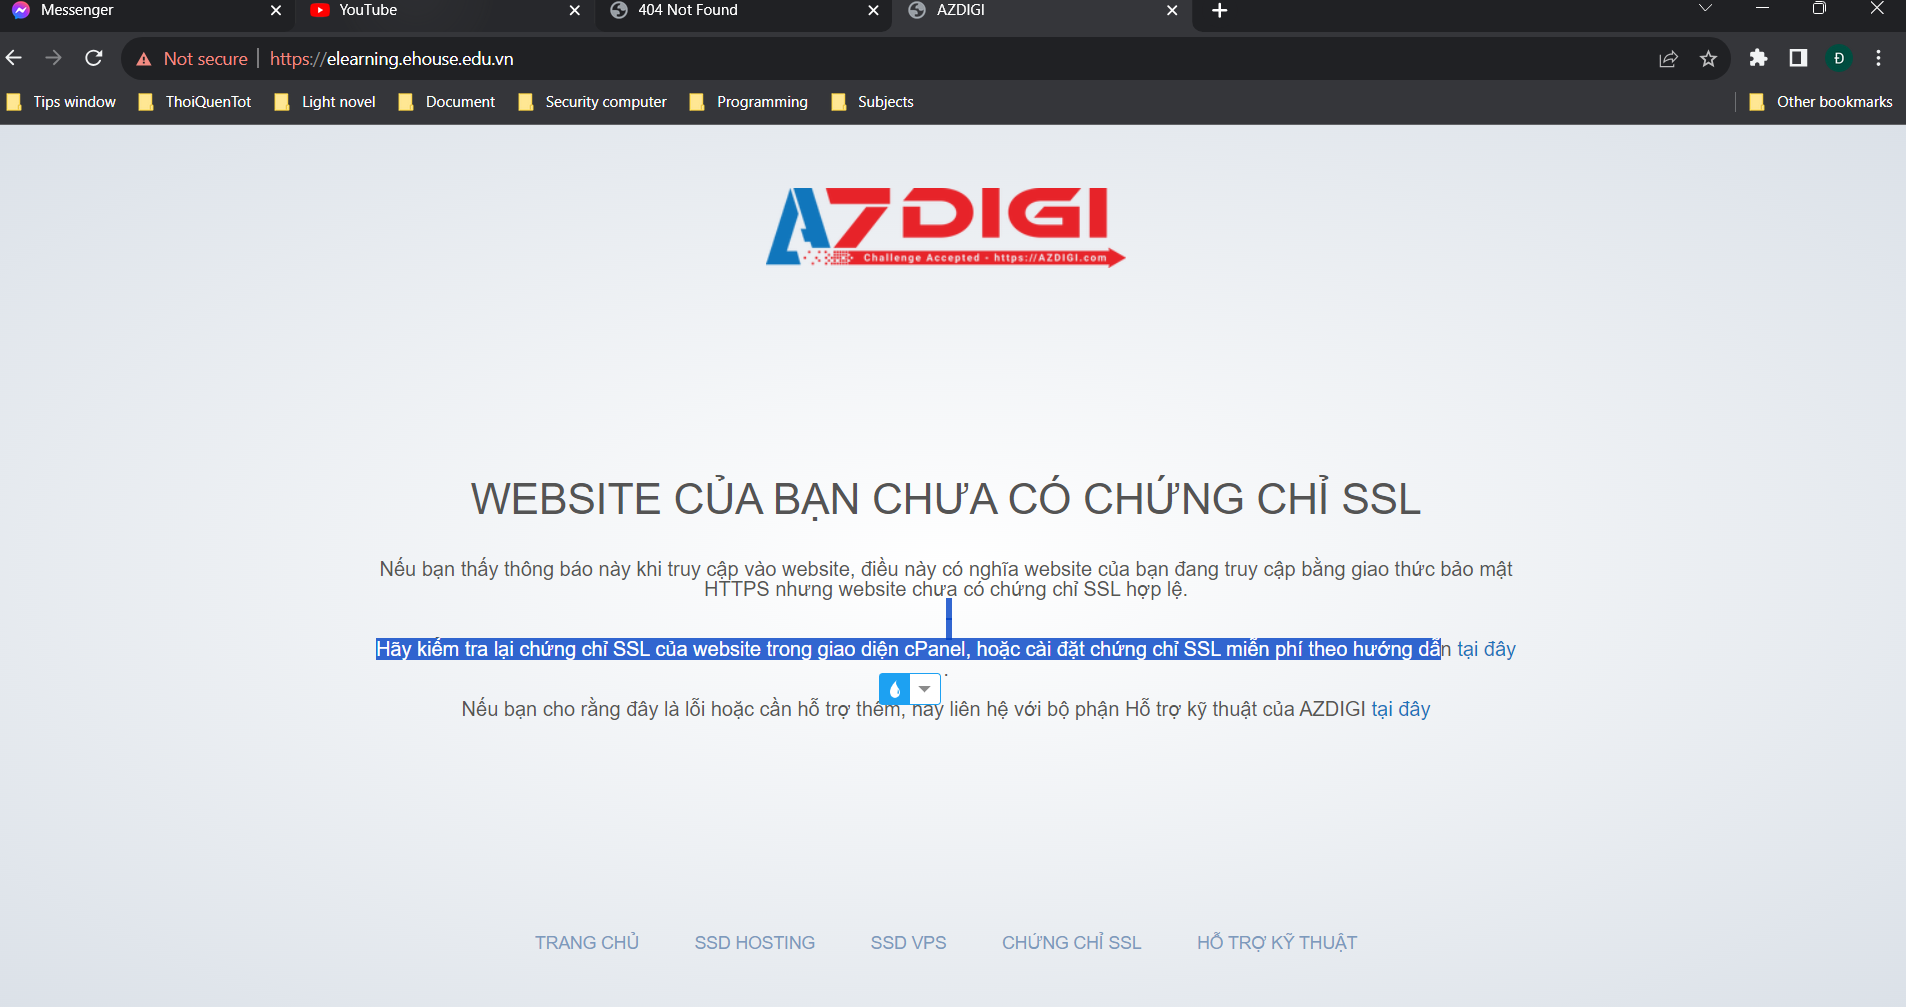 Messenger
YouTube
404 Not Found
AZDIGI
Not secure
https://elearning.ehouse.edu.vn
Đ
Tips window
ThoiQuenTot
Light novel
Document
Security computer
Programming
Subjects
Other bookmarks
AZDIGI
Challenge Accepted - https://AZDIGI.com
WEBSITE CỦA BẠN CHƯA CÓ CHỨNG CHỈ SSL
Nếu bạn thấy thông báo này khi truy cập vào website, điều này có nghĩa website của bạn đang truy cập bằng giao thức bảo mật
HTTPS nhưng website chưa có chứng chỉ SSL hợp lệ.
Hãy kiểm tra lại chứng chỉ SSL của website trong giao diện cPanel, hoặc cài đặt chứng chỉ SSL miễn phí theo hướng dẫn tại đây
.
Nếu bạn cho rằng đây là lỗi hoặc cần hỗ trợ thêm, hãy liên hệ với bộ phận Hỗ trợ kỹ thuật của AZDIGI tại đây
TRANG CHỦ
SSD HOSTING
SSD VPS
CHỨNG CHỈ SSL
HỖ TRỢ KỸ THUẬT